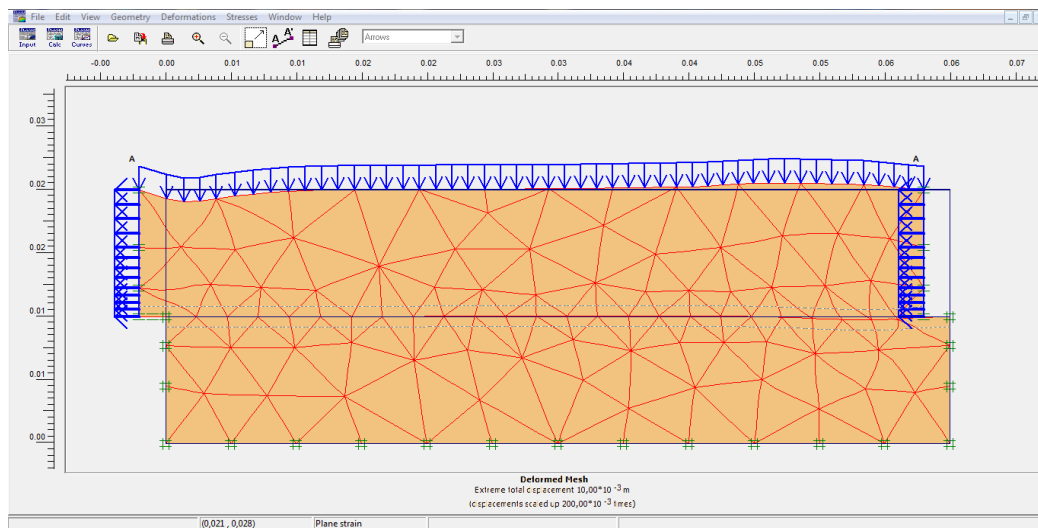 File Edit View Geometry Deformations Stresses Window Help
Input Calc Curves Arrows
-0.00 0.00 0.01 0.01 0.02 0.02 0.03 0.03 0.04 0.04 0.05 0.05 0.06 0.06 0.07
0.03
A A
0.02
0.02
0.01
0.01
0.00
Deformed Mesh
Extreme total displacement 10,00*10 -3 m
(displacements scaled up 200,00*10 -3 times)
(0,021 , 0,028) Plane strain